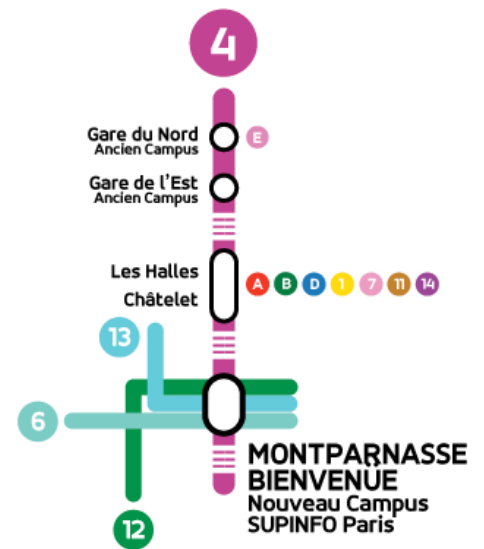 4
Gare du Nord
Ancien Campus
E
Gare de l'Est
Ancien Campus
Les Halles
Châtelet
A B D 1 7 11 14
13
6
12
MONTPARNASSE
BIENVENÜE
Nouveau Campus
SUPINFO Paris